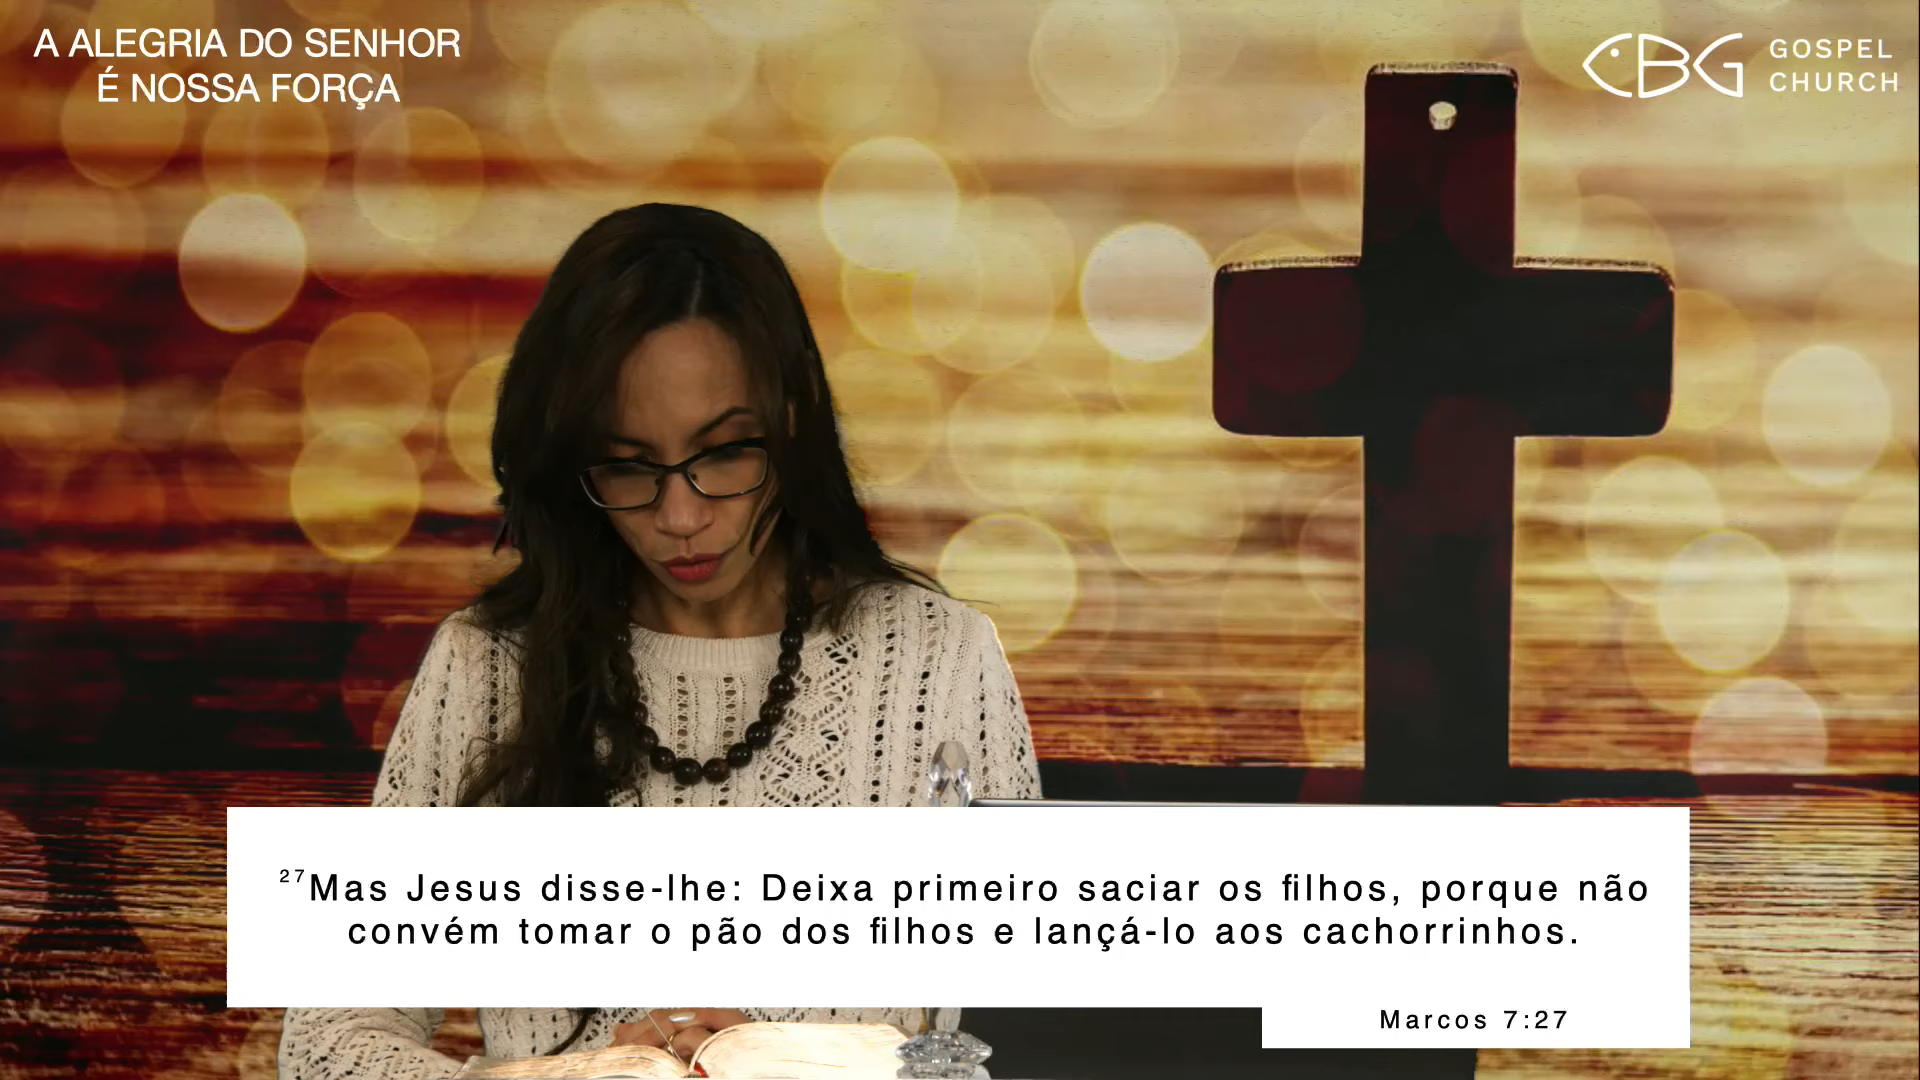 A ALEGRIA DO SENHOR
É NOSSA FORÇA
CBG GOSPEL
CHURCH
27Mas Jesus disse-lhe: Deixa primeiro saciar os filhos, porque não
convém tomar o pão dos filhos e lançá-lo aos cachorrinhos.
Marcos 7:27